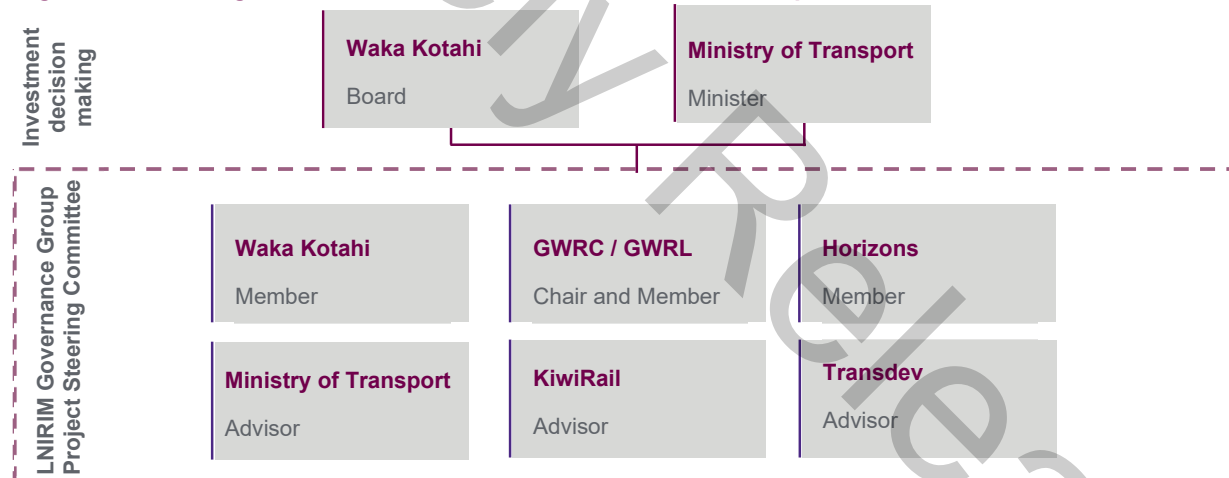 Investment
decision
making
Waka Kotahi
Board
Ministry of Transport
Minister
LNIRIM Governance Group
Project Steering Committee
Waka Kotahi
Member
GWRC / GWRL
Chair and Member
Horizons
Member
Ministry of Transport
Advisor
KiwiRail
Advisor
Transdev
Advisor